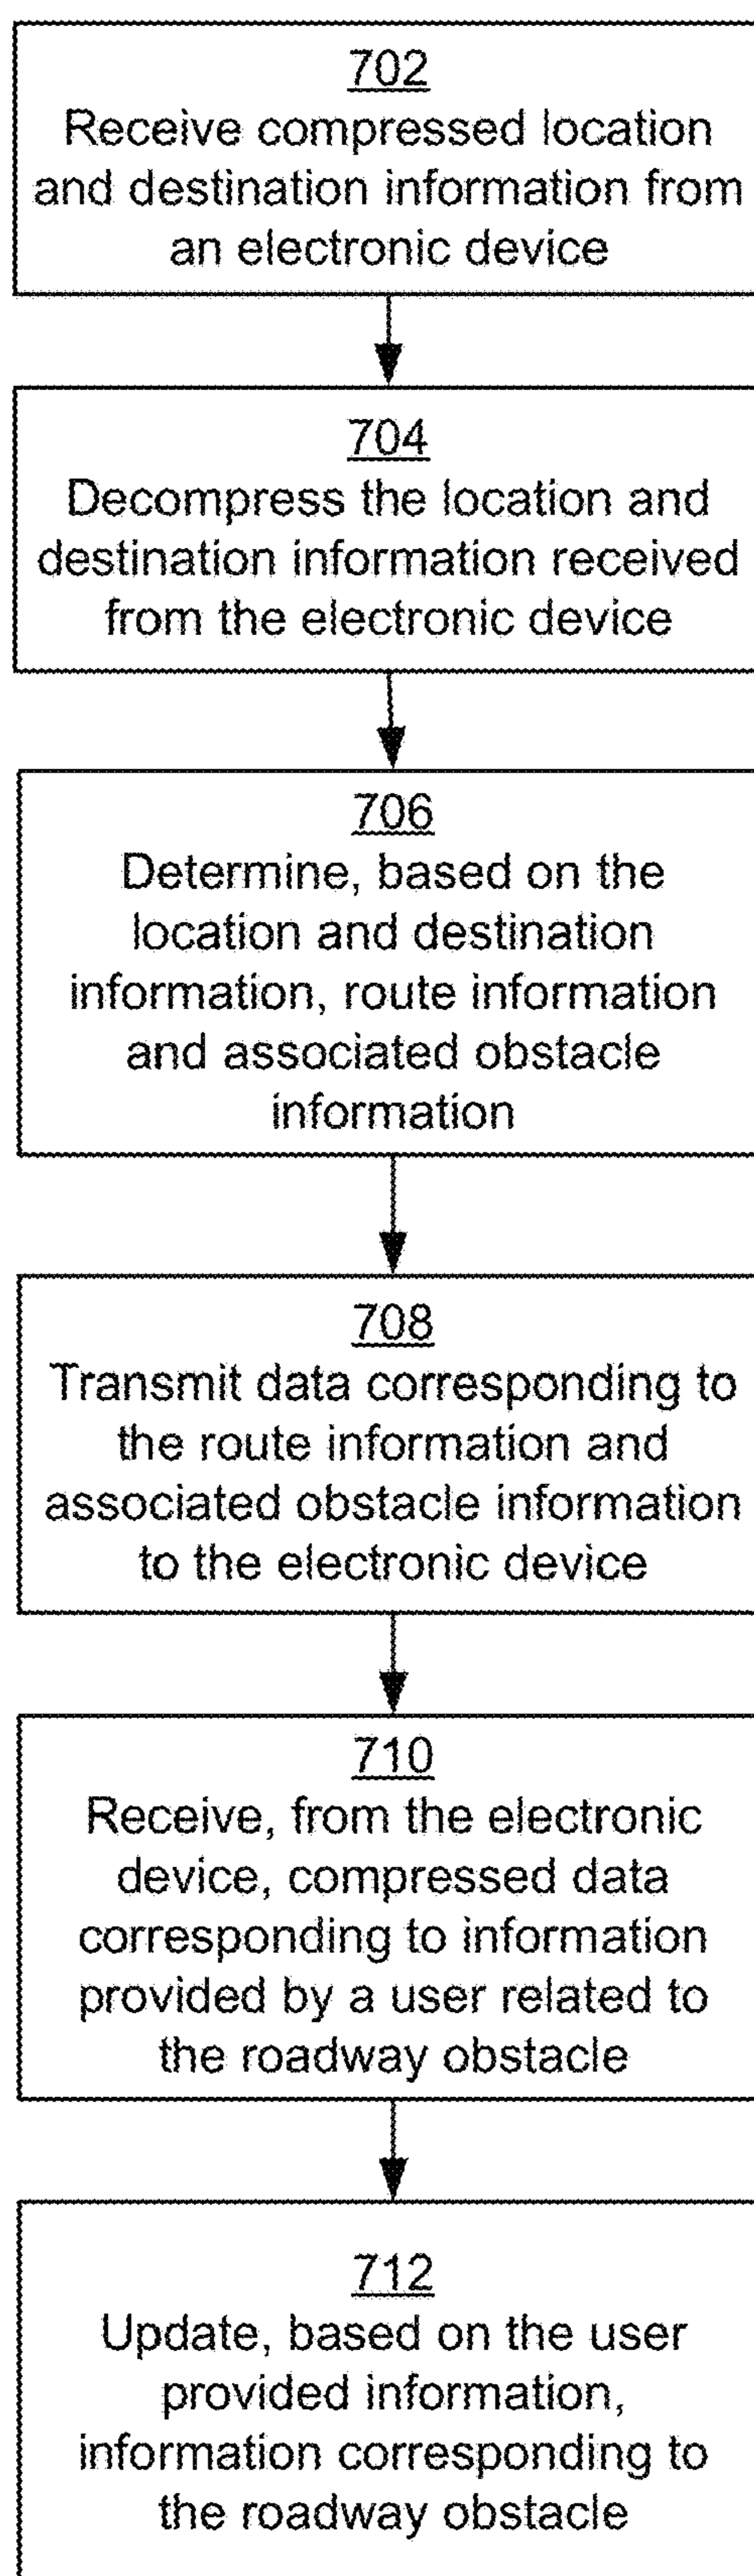 702
Receive compressed location
and destination information from
an electronic device
704
Decompress the location and
destination information received
from the electronic device
706
Determine, based on the
location and destination
information, route information
and associated obstacle
information
708
Transmit data corresponding to
the route information and
associated obstacle information
to the electronic device
710
Receive, from the electronic
device, compressed data
corresponding to information
provided by a user related to
the roadway obstacle
712
Update, based on the user
provided information,
information corresponding to
the roadway obstacle